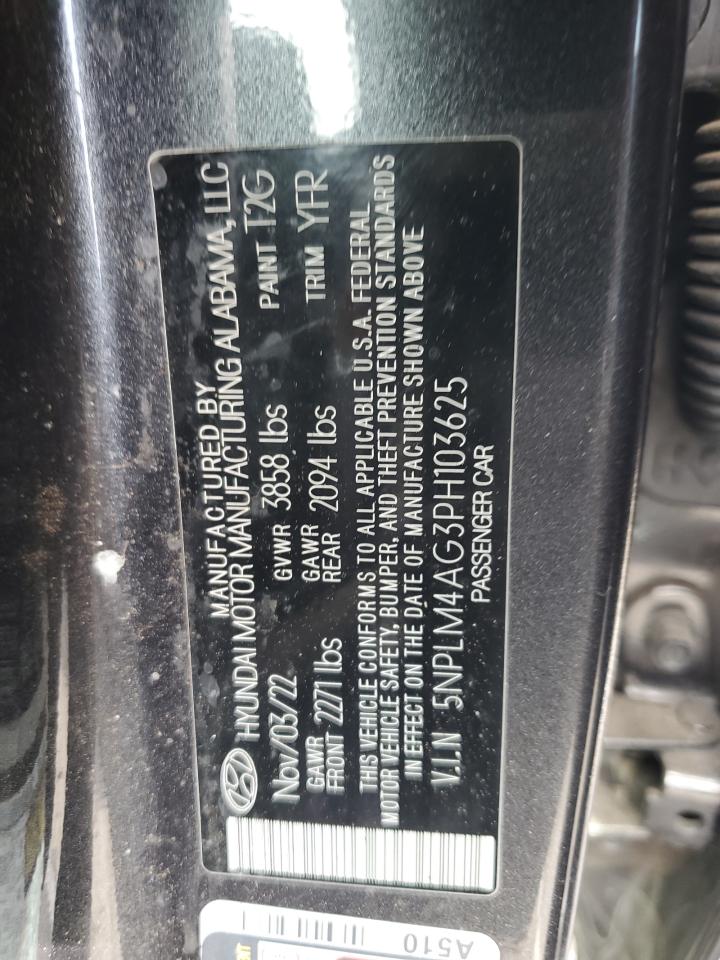 MANUFACTURED BY
HYUNDAI MOTOR MANUFACTURING ALABAMA, LLC
Nov/03/22 GVWR 3858 lbs PAINT T2G
GAWR FRONT 2271 lbs GAWR REAR 2094 lbs TRIM YFR
THIS VEHICLE CONFORMS TO ALL APPLICABLE U.S.A. FEDERAL
MOTOR VEHICLE SAFETY, BUMPER, AND THEFT PREVENTION STANDARDS
IN EFFECT ON THE DATE OF MANUFACTURE SHOWN ABOVE
V.I.N 5NPLM4AG3PH103625
PASSENGER CAR
A510